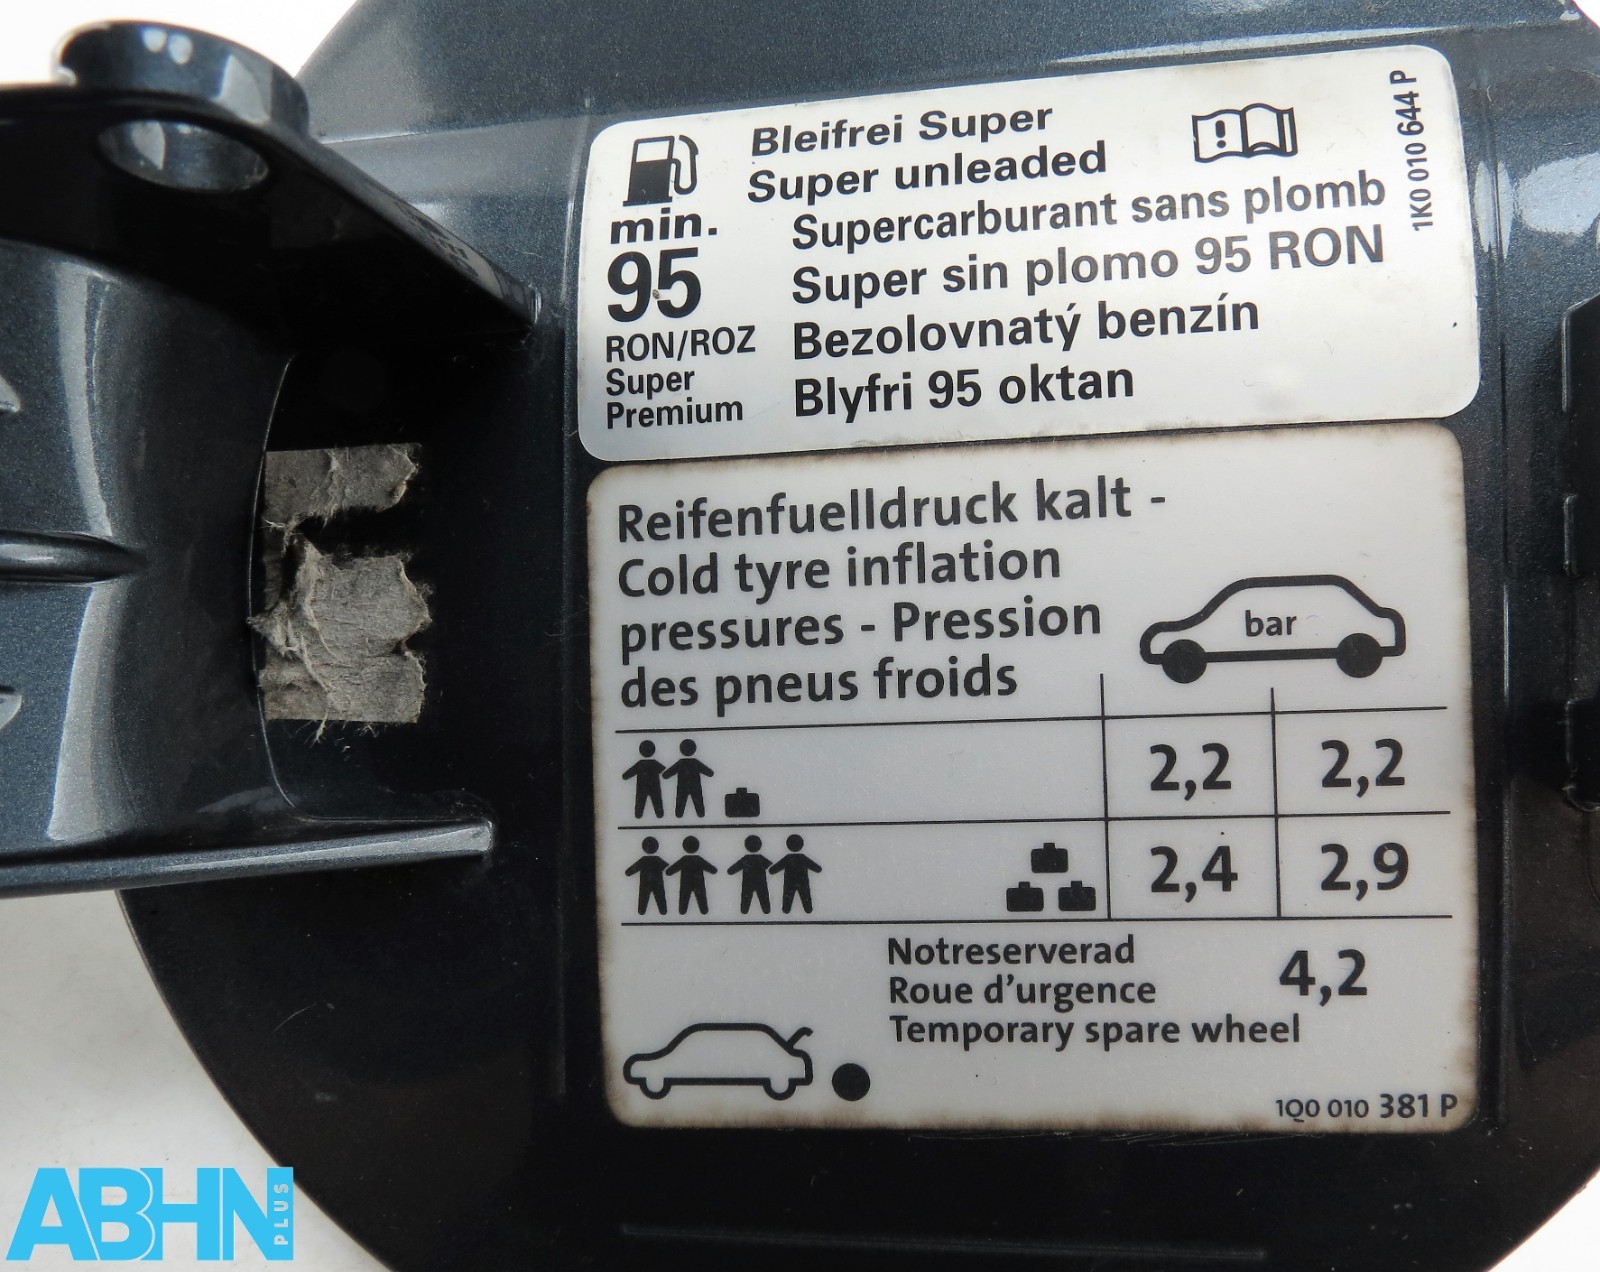 Bleifrei Super
Super unleaded
Supercarburant sans plomb
Super sin plomo 95 RON
Bezolovnatý benzín
Blyfri 95 oktan
min.
95
RON/ROZ
Super
Premium
1K0 010 644 P
Reifenfuelldruck kalt -
Cold tyre inflation
pressures - Pression
des pneus froids
bar
2,2 2,2
2,4 2,9
Notreserverad
Roue d'urgence
Temporary spare wheel
4,2
1Q0 010 381 P
ABHN
PLUS